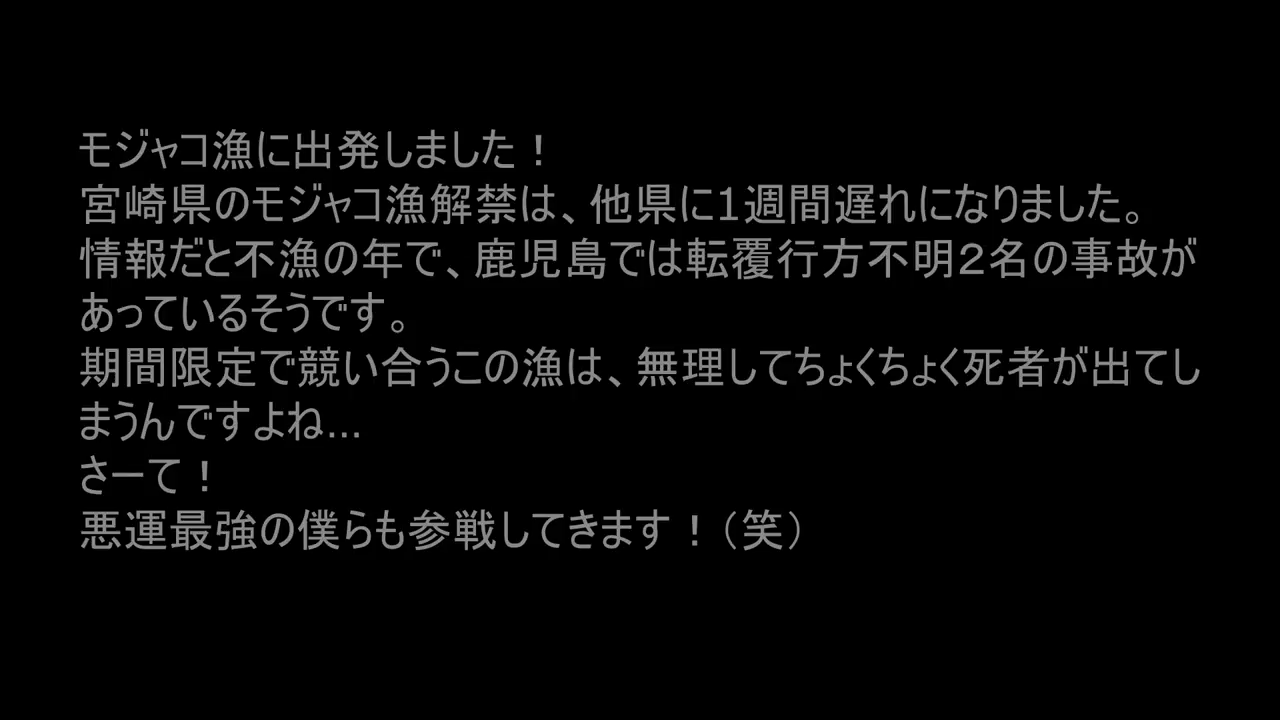 モジャコ漁に出発しました！
宮崎県のモジャコ漁解禁は、他県に１週間遅れになりました。
情報だと不漁の年で、鹿児島では転覆行方不明２名の事故が
あっているそうです。
期間限定で競い合うこの漁は、無理してちょくちょく死者が出てし
まうんですよね…
さーて！
悪運最強の僕らも参戦してきます！（笑）